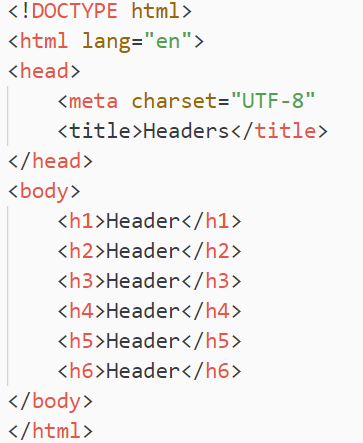 <!DOCTYPE html>
<html lang="en">
<head>
<meta charset="UTF-8"
<title>Headers</title>
</head>
<body>
<h1>Header</h1>
<h2>Header</h2>
<h3>Header</h3>
<h4>Header</h4>
<h5>Header</h5>
<h6>Header</h6>
</body>
</html>